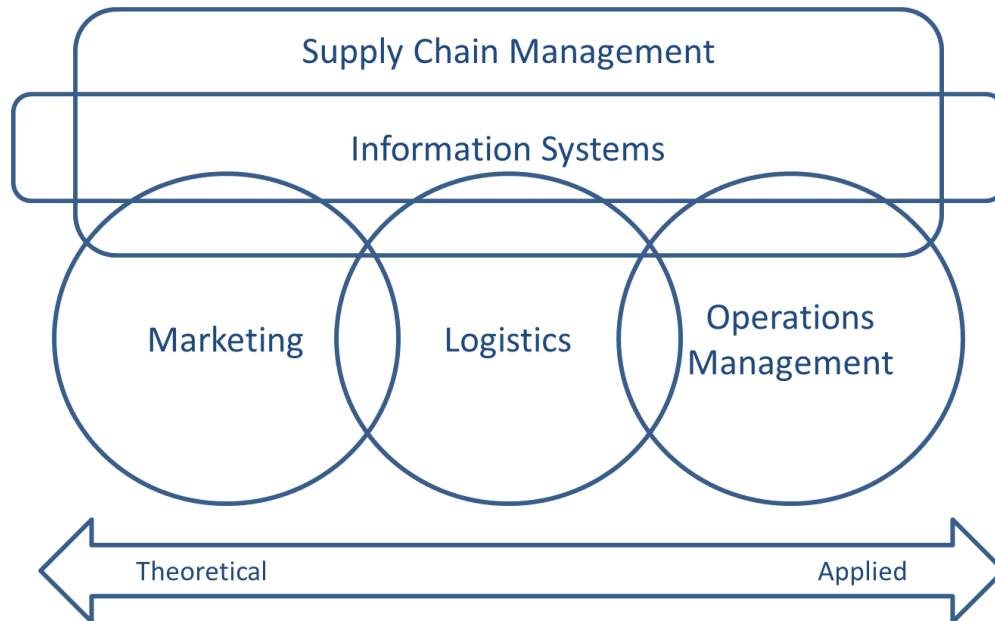 Supply Chain Management
Information Systems
Marketing
Logistics
Operations
Management
Theoretical
Applied